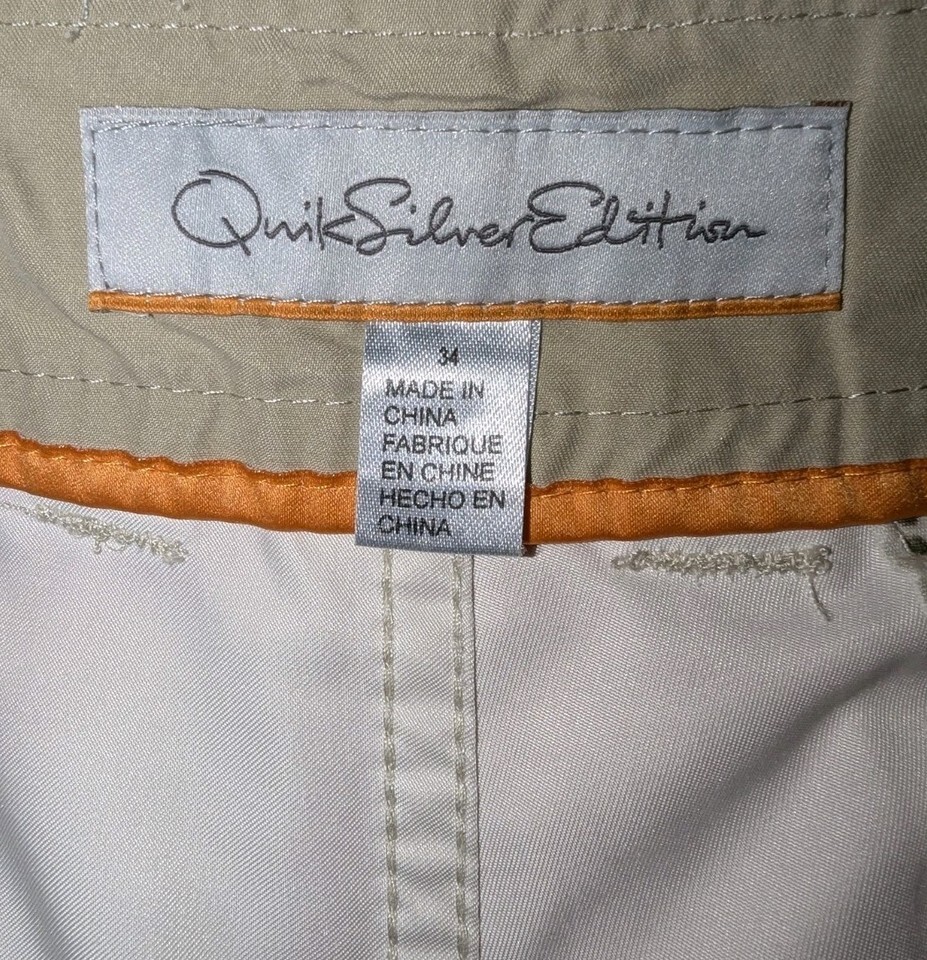 QuikSilverEdition
34
MADE IN
CHINA
FABRIQUE
EN CHINE
HECHO EN
CHINA